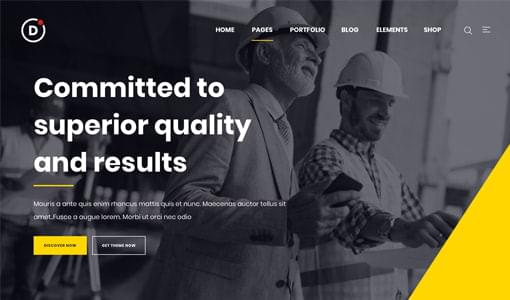 D
HOME PAGES PORTFOLIO BLOG ELEMENTS SHOP
Committed to
superior quality
and results
Mauris a ante quis enim rhoncus mattis quis et nunc. Maecenas auctor tellus sit
amet.Fusce a augue lorem. Morbi ut orci nec odio
DISCOVER NOW GET THEME NOW